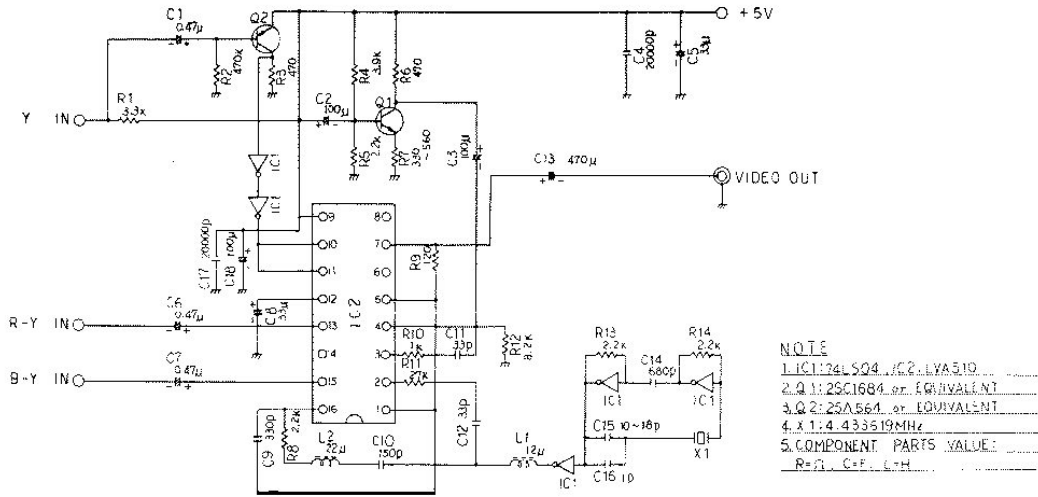 C1
0.47μ
Q2
+5V
R2
470K
R3
470
R4
3.9K
R6
470
C4
20000p
C5
33μ
Y IN
R1
3.3K
C2
100μ
Q1
R5
2.2K
R7
330
~560
C3
100μ
IC1
IC1
C13 470μ
VIDEO OUT
C17
20000p
C18
100μ
9
8
10
7
11
6
12
5
13
4
14
3
15
2
16
1
IC2
R9
120
C8
33μ
R-Y IN
C6
0.47μ
B-Y IN
C7
0.47μ
R10
1K
C11
33p
R11
27K
R12
8.2K
C12
33p
R13
2.2K
C14
680p
R14
2.2K
IC1
IC1
C15 10~18p
X1
C16
C9
330p
R8
2.2K
L2
22μ
C10
150p
L1
12μ
IC1
NOTE
1. IC1:74LS04, IC2:LVA510
2. Q1:2SC1684 or EQUIVALENT
3. Q2:2SA564 or EQUIVALENT
4. X1:4.433619MHz
5. COMPONENT PARTS VALUE:
R=Ω, C=F, L=H